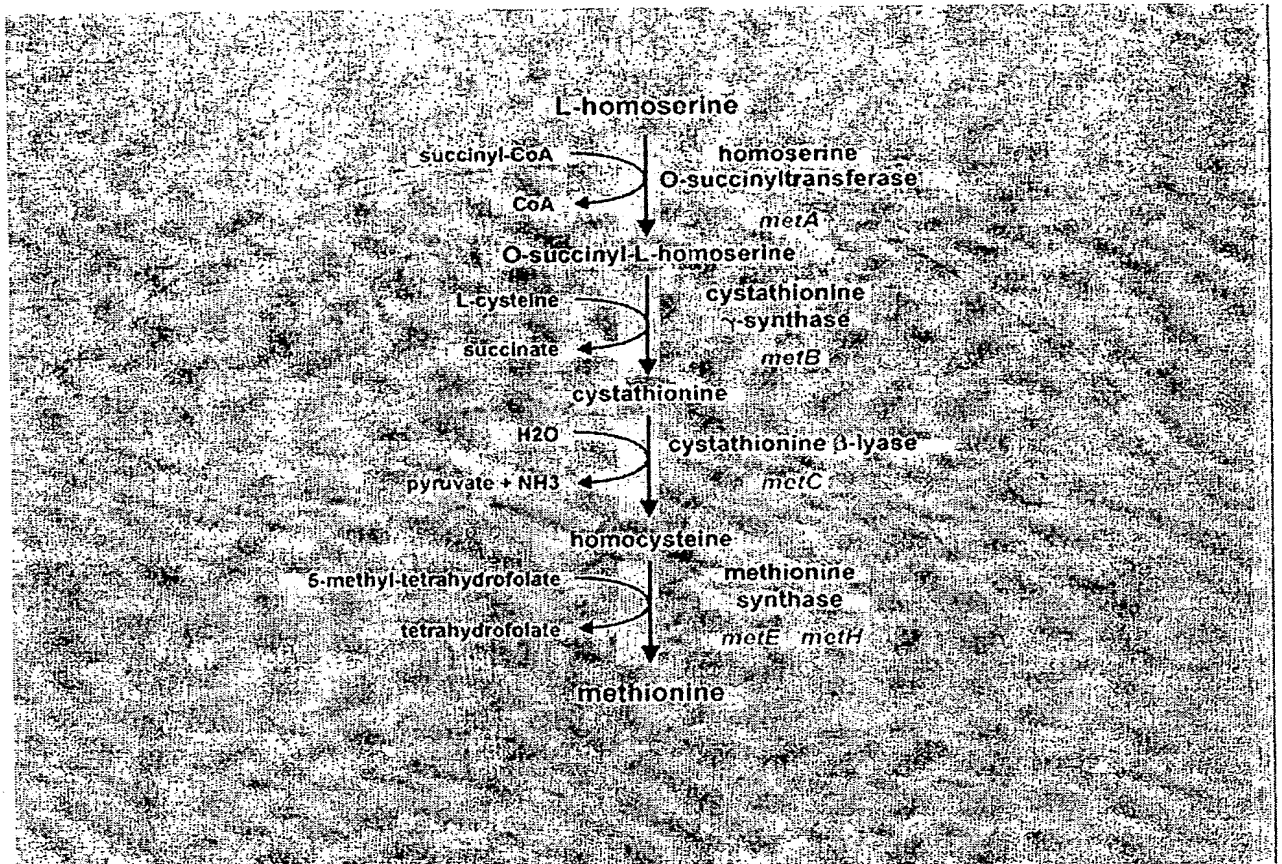 L-homoserine
succinyl-CoA
homoserine
O-succinyltransferase
CoA
metA
O-succinyl-L-homoserine
L-cysteine
cystathionine
γ-synthase
succinate
metB
cystathionine
H2O
cystathionine β-lyase
pyruvate + NH3
metC
homocysteine
5-methyl-tetrahydrofolate
methionine
synthase
tetrahydrofolate
metE metH
methionine